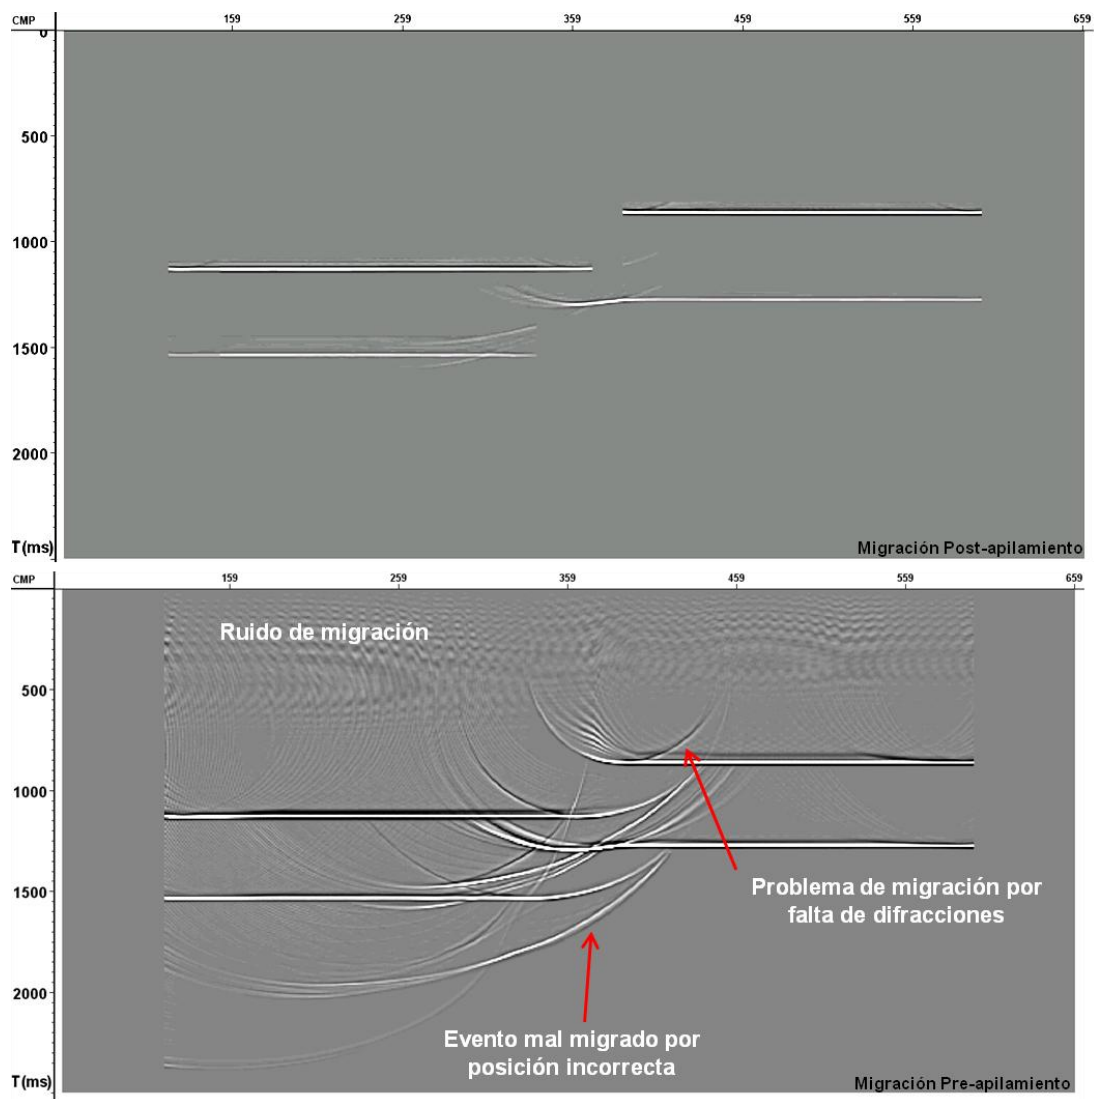 CMP 159 259 359 459 559 659
0
500
1000
1500
2000
T(ms)
Migración Post-apilamiento
CMP 159 259 359 459 559 659
Ruido de migración
500
1000
1500
2000
Problema de migración por
falta de difracciones
Evento mal migrado por
posición incorrecta
T(ms)
Migración Pre-apilamiento